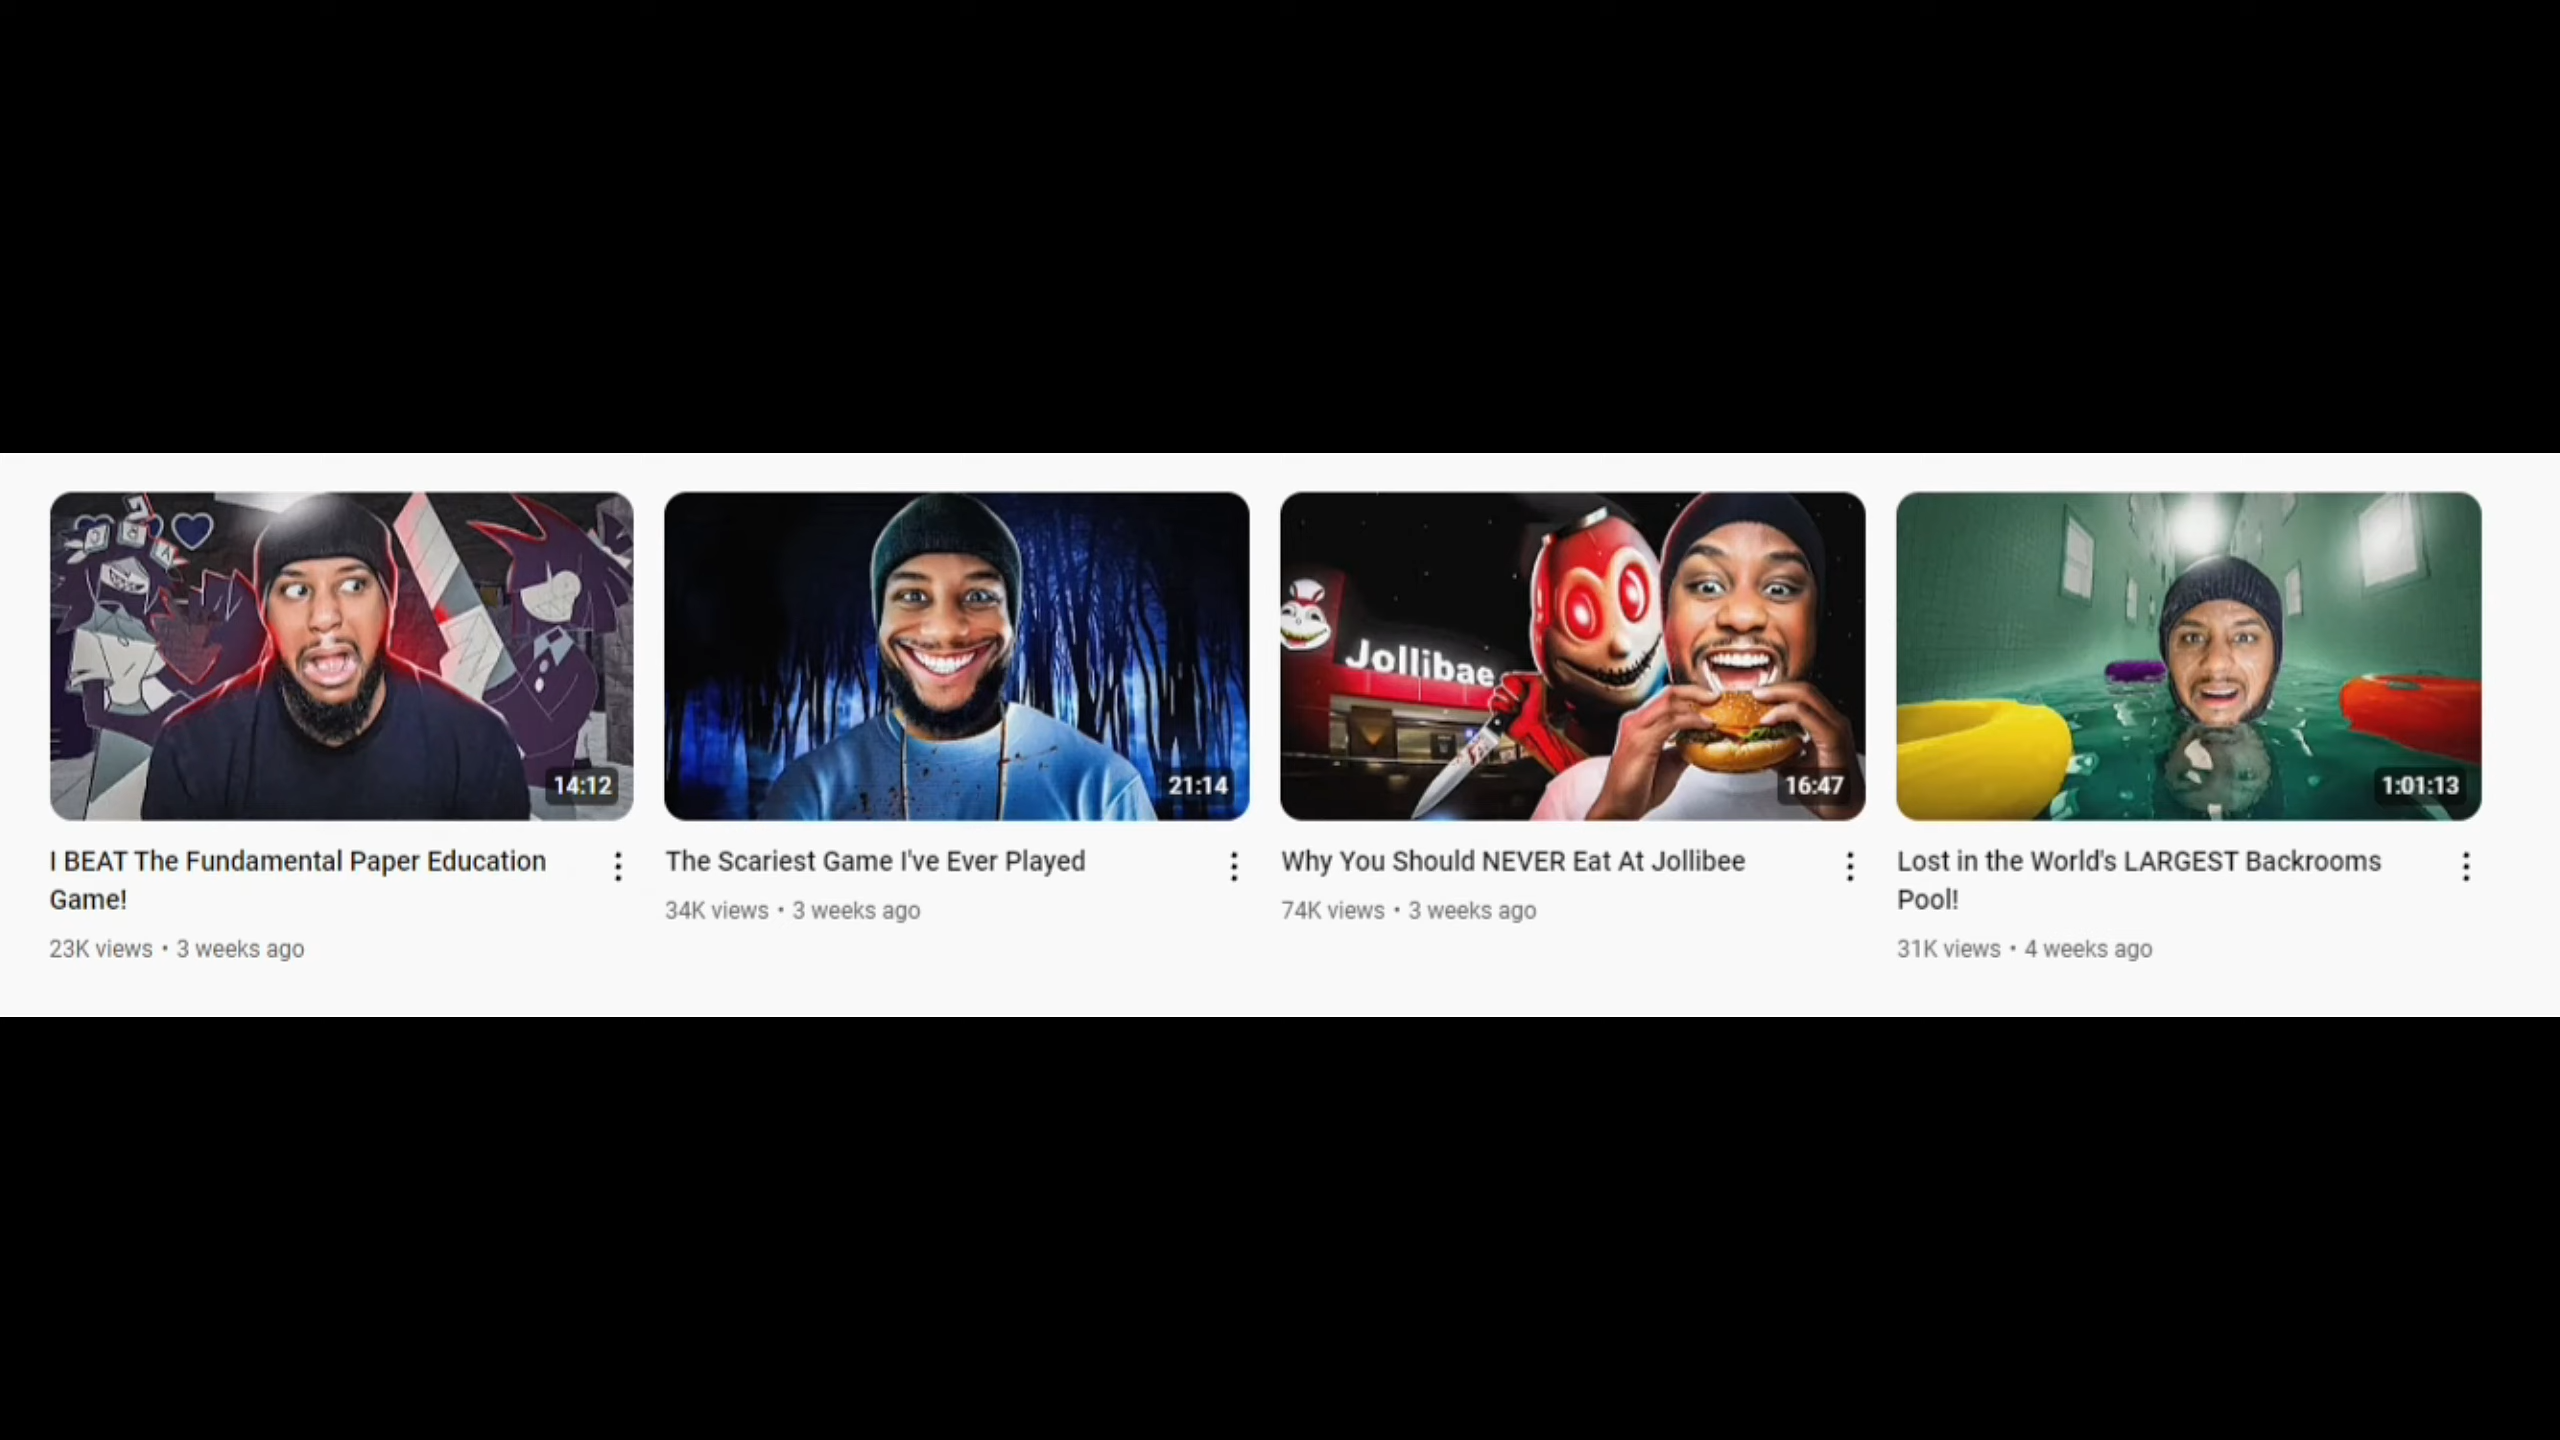 Jollibae
14:12
21:14
16:47
1:01:13
I BEAT The Fundamental Paper Education
Game!
23K views • 3 weeks ago
The Scariest Game I've Ever Played
34K views • 3 weeks ago
Why You Should NEVER Eat At Jollibee
74K views • 3 weeks ago
Lost in the World's LARGEST Backrooms
Pool!
31K views • 4 weeks ago